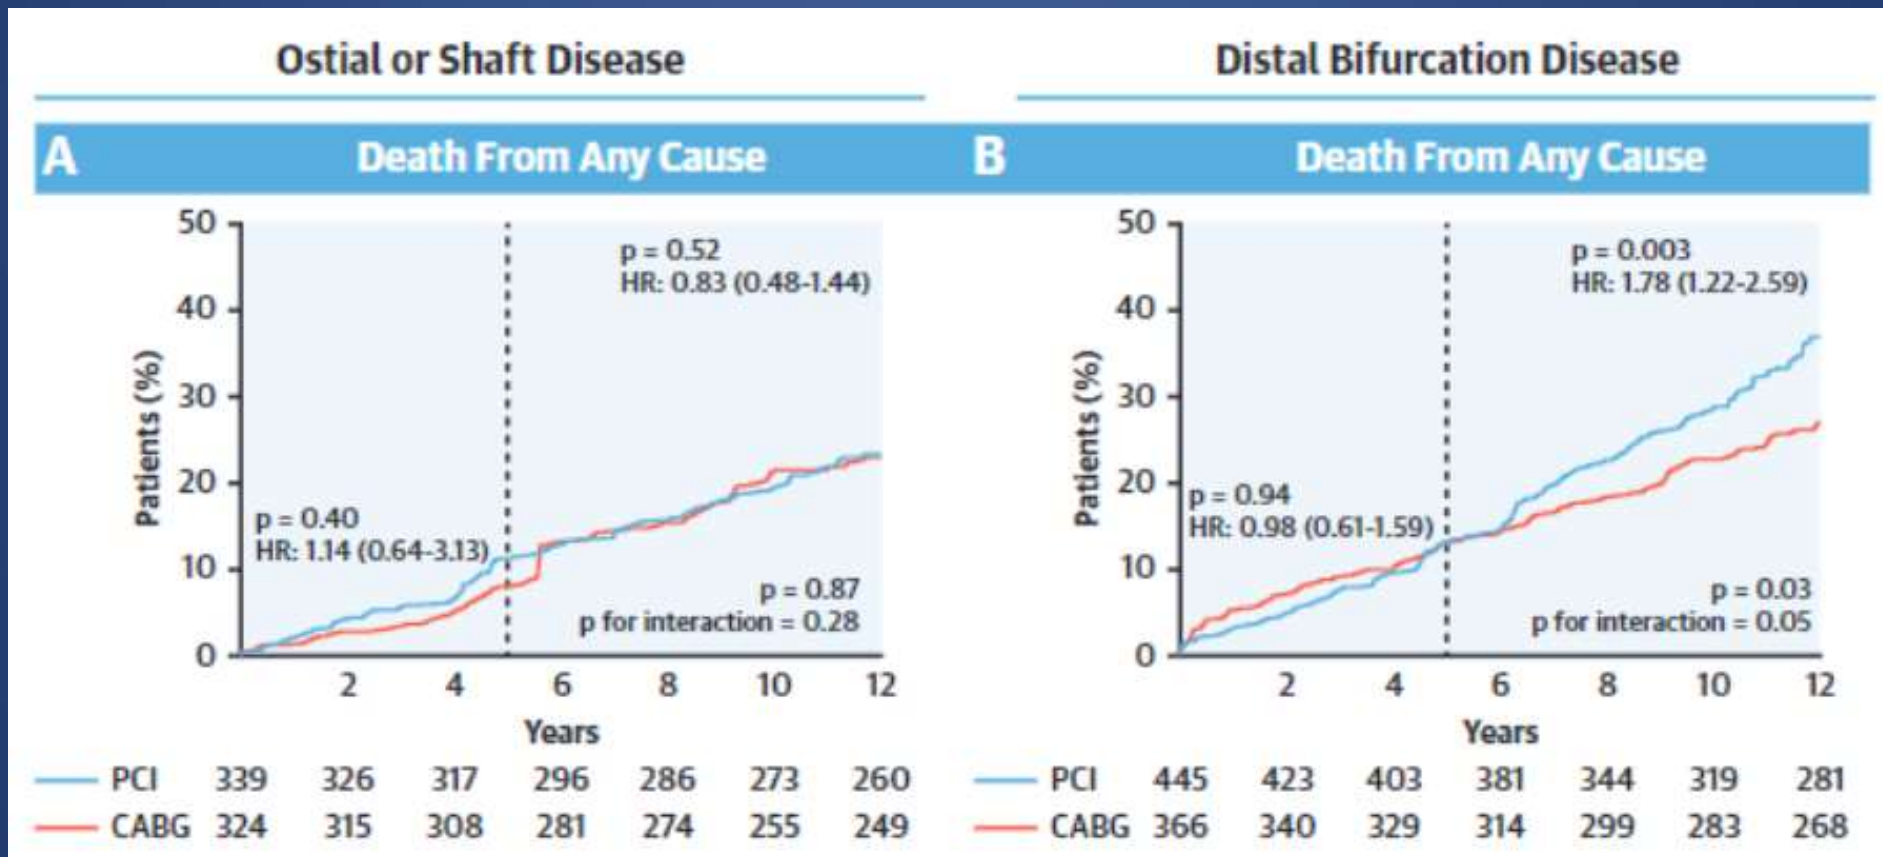 Ostial or Shaft Disease
Distal Bifurcation Disease
A Death From Any Cause
B Death From Any Cause
Patients (%)
50
40
30
20
10
0
p = 0.52
HR: 0.83 (0.48-1.44)
p = 0.40
HR: 1.14 (0.64-3.13)
p = 0.87
p for interaction = 0.28
2 4 6 8 10 12
Years
PCI 339 326 317 296 286 273 260
CABG 324 315 308 281 274 255 249
Patients (%)
50
40
30
20
10
0
p = 0.003
HR: 1.78 (1.22-2.59)
p = 0.94
HR: 0.98 (0.61-1.59)
p = 0.03
p for interaction = 0.05
2 4 6 8 10 12
Years
PCI 445 423 403 381 344 319 281
CABG 366 340 329 314 299 283 268